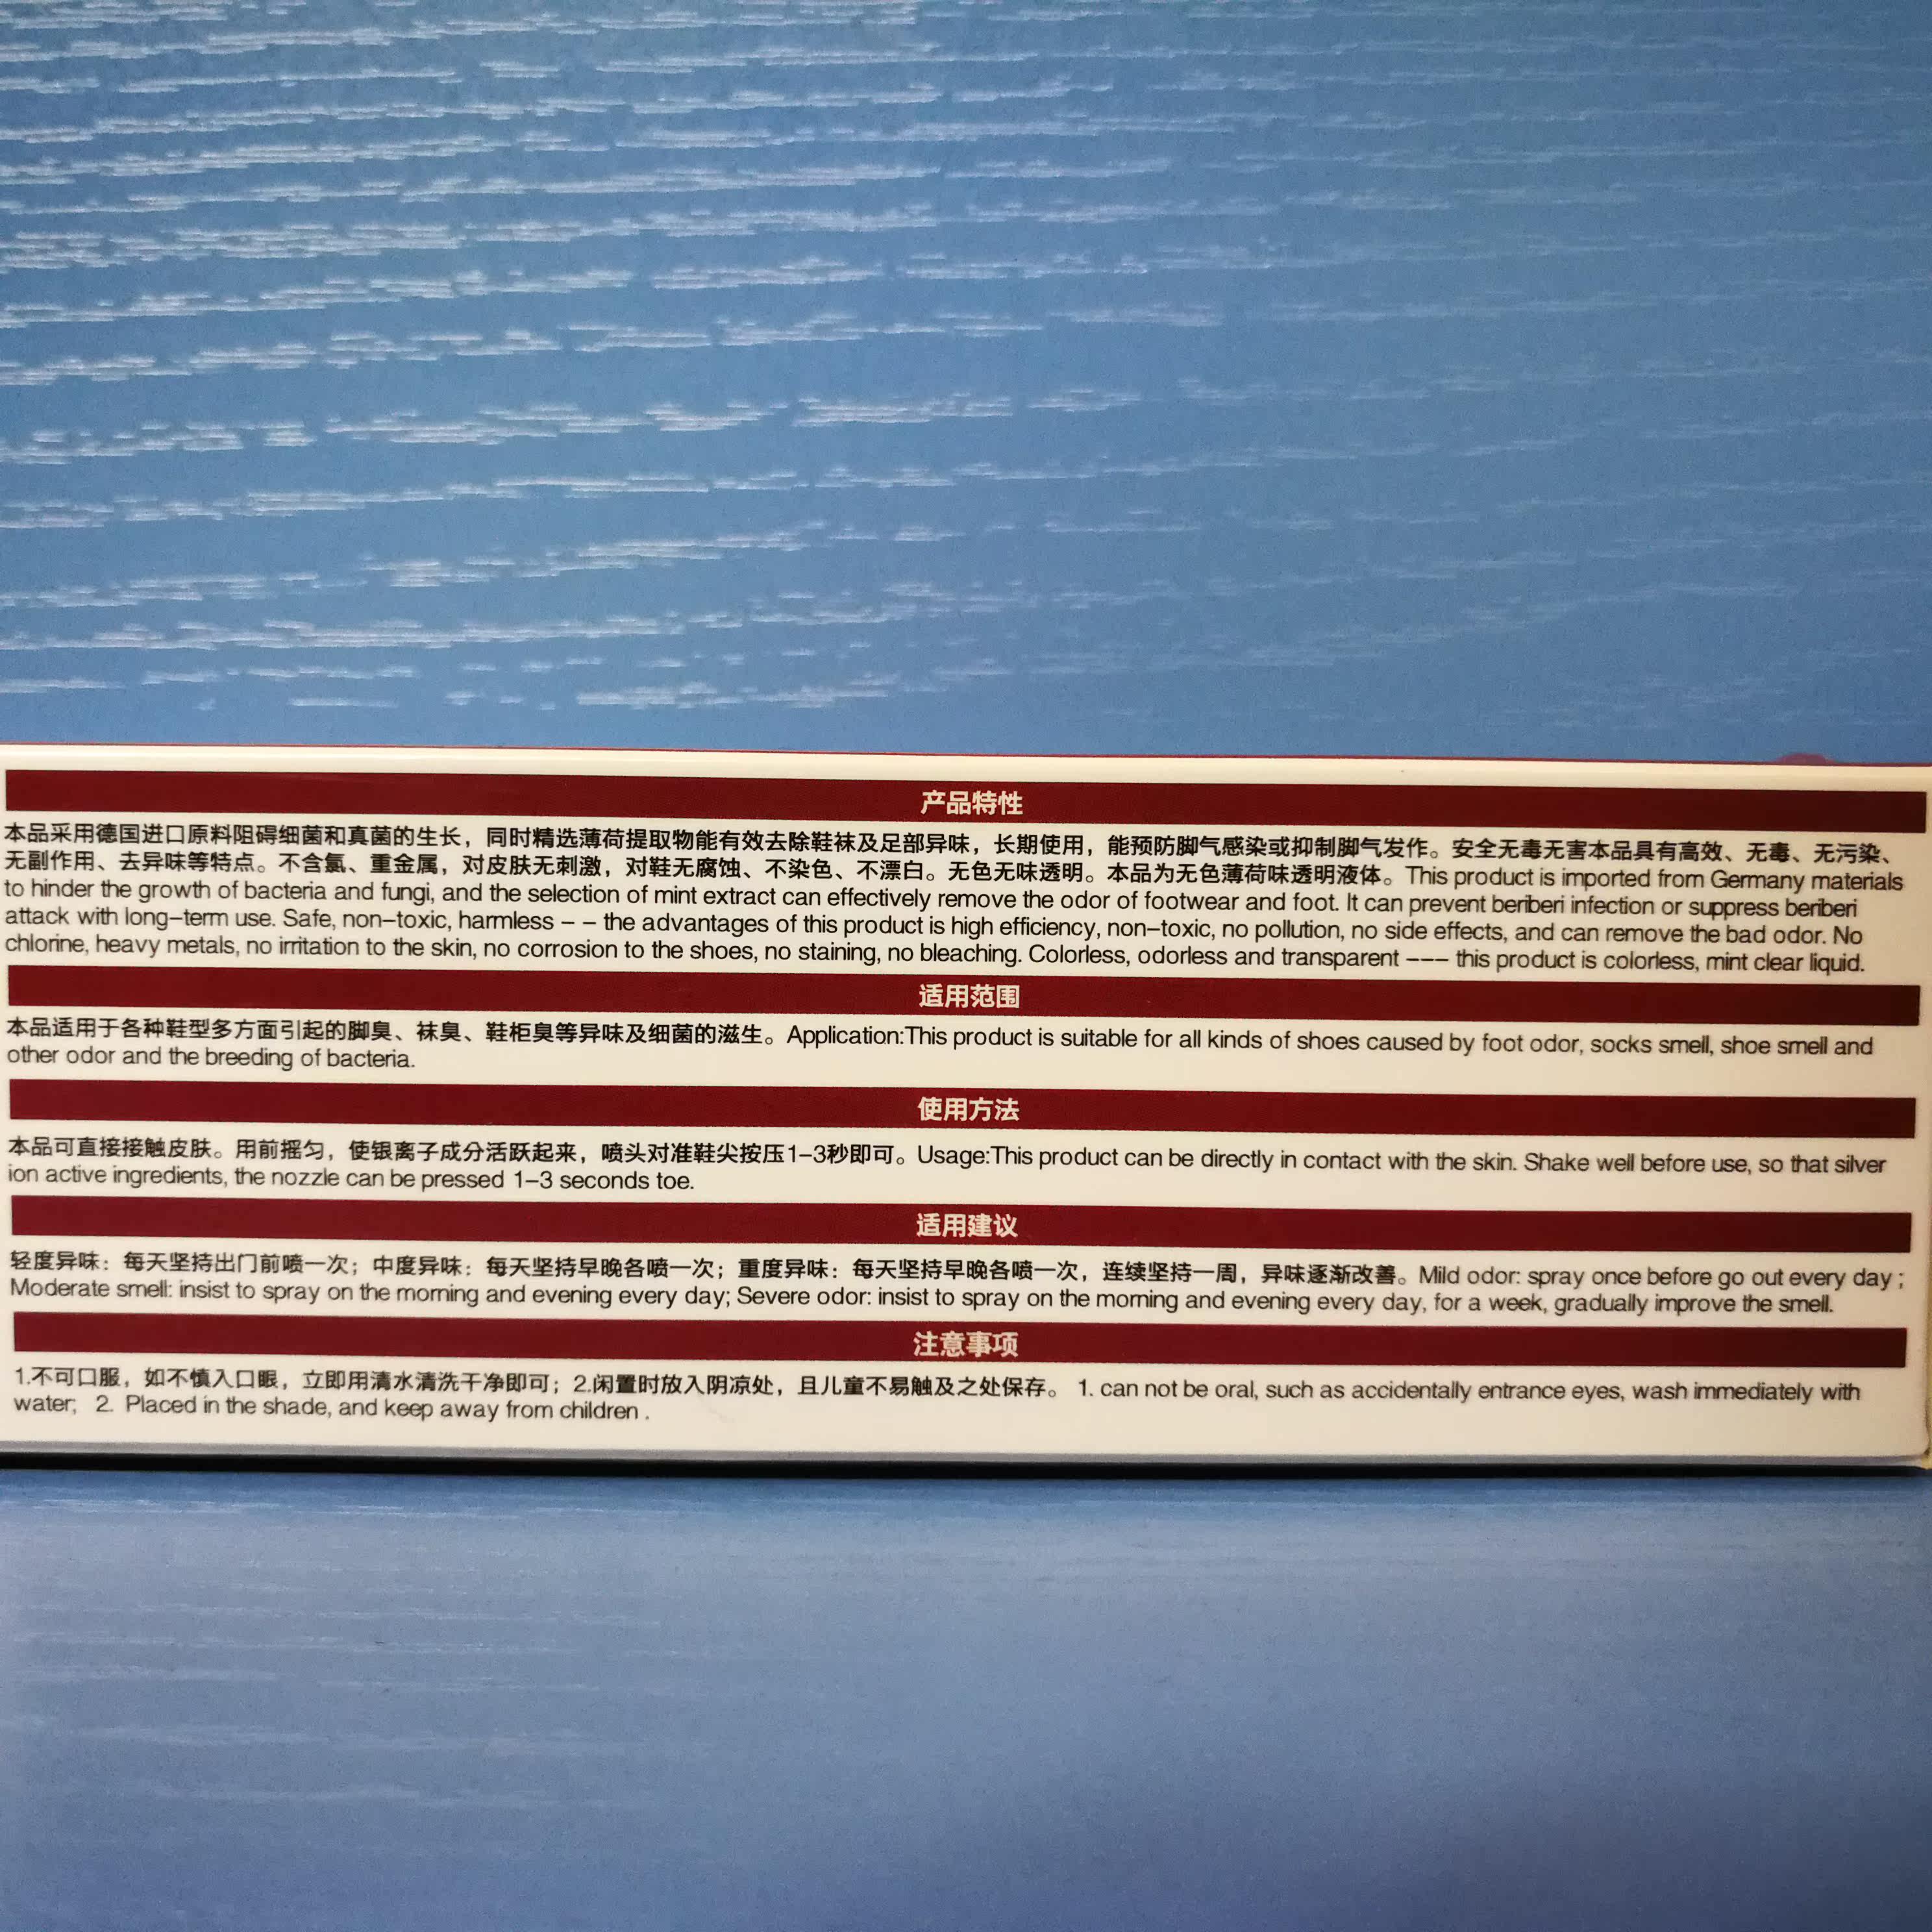 产品特性
本品采用德国进口原料阻碍细菌和真菌的生长，同时精选薄荷提取物能有效去除鞋袜及足部异味，长期使用，能预防脚气感染或抑制脚气发作。安全无毒无害本品具有高效、无毒、无污染、
无副作用、去异味等特点。不含氯、重金属，对皮肤无刺激，对鞋无腐蚀、不染色、不漂白。无色无味透明。本品为无色薄荷味透明液体。This product is imported from Germany materials
to hinder the growth of bacteria and fungi, and the selection of mint extract can effectively remove the odor of footwear and foot. It can prevent beriberi infection or suppress beriberi
attack with long–term use. Safe, non–toxic, harmless – – the advantages of this product is high efficiency, non–toxic, no pollution, no side effects, and can remove the bad odor. No
chlorine, heavy metals, no irritation to the skin, no corrosion to the shoes, no staining, no bleaching. Colorless, odorless and transparent ––– this product is colorless, mint clear liquid.
适用范围
本品适用于各种鞋型多方面引起的脚臭、袜臭、鞋柜臭等异味及细菌的滋生。Application:This product is suitable for all kinds of shoes caused by foot odor, socks smell, shoe smell and
other odor and the breeding of bacteria.
使用方法
本品可直接接触皮肤。用前摇匀，使银离子成分活跃起来，喷头对准鞋尖按压1–3秒即可。Usage:This product can be directly in contact with the skin. Shake well before use, so that silver
ion active ingredients, the nozzle can be pressed 1–3 seconds toe.
适用建议
轻度异味：每天坚持出门前喷一次；中度异味：每天坚持早晚各喷一次；重度异味：每天坚持早晚各喷一次，连续坚持一周，异味逐渐改善。Mild odor: spray once before go out every day ;
Moderate smell: insist to spray on the morning and evening every day; Severe odor: insist to spray on the morning and evening every day, for a week, gradually improve the smell.
注意事项
1.不可口服，如不慎入口眼，立即用清水清洗干净即可；2.闲置时放入阴凉处，且儿童不易触及之处保存。 1. can not be oral, such as accidentally entrance eyes, wash immediately with
water; 2. Placed in the shade, and keep away from children .